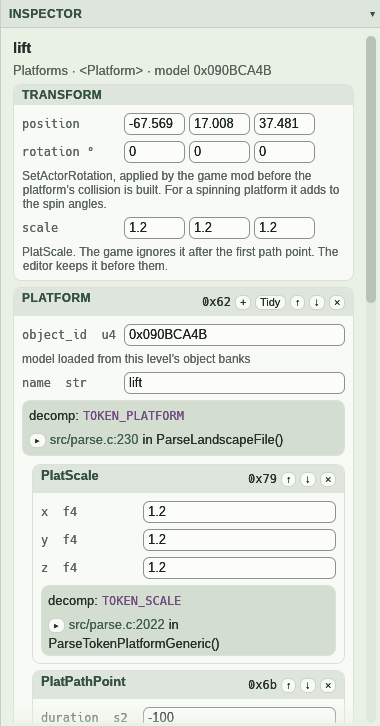 INSPECTOR ▾
lift
Platforms · <Platform> · model 0x090BCA4B
TRANSFORM
position -67.569 17.008 37.481
rotation ° 0 0 0
SetActorRotation, applied by the game mod before the
platform's collision is built. For a spinning platform it adds to
the spin angles.
scale 1.2 1.2 1.2
PlatScale. The game ignores it after the first path point. The
editor keeps it before them.
PLATFORM 0x62 + Tidy ↑ ↓ ×
object_id u4 0x090BCA4B
model loaded from this level's object banks
name str lift
decomp: TOKEN_PLATFORM
▸ src/parse.c:230 in ParseLandscapeFile()
PlatScale 0x79 ↑ ↓ ×
x f4 1.2
y f4 1.2
z f4 1.2
decomp: TOKEN_SCALE
▸ src/parse.c:2022 in
ParseTokenPlatformGeneric()
PlatPathPoint 0x6b ↑ ↓ ×
duration s2 -100